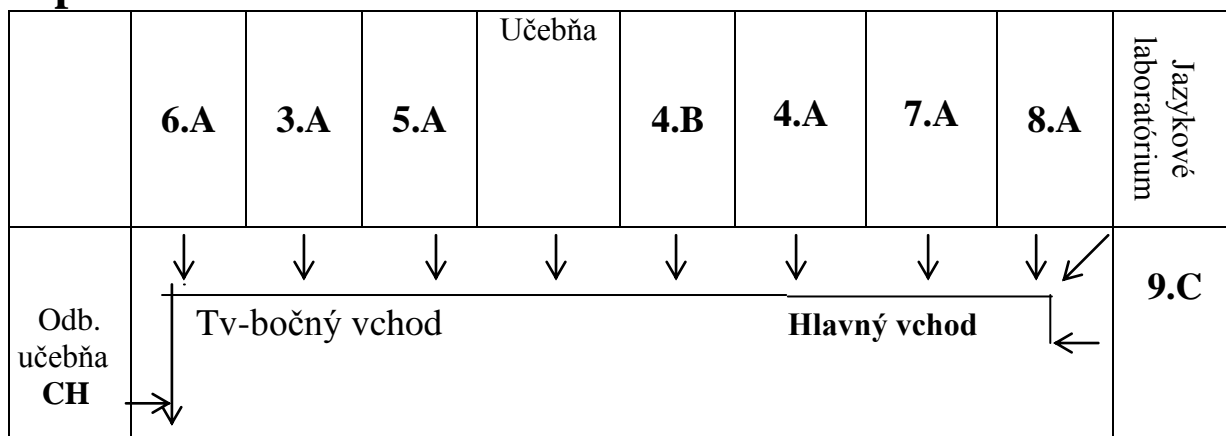 Učebňa
6.A
3.A
5.A
4.B
4.A
7.A
8.A
Jazykové
laboratórium
Odb.
učebňa
CH
Tv-bočný vchod
Hlavný vchod
9.C